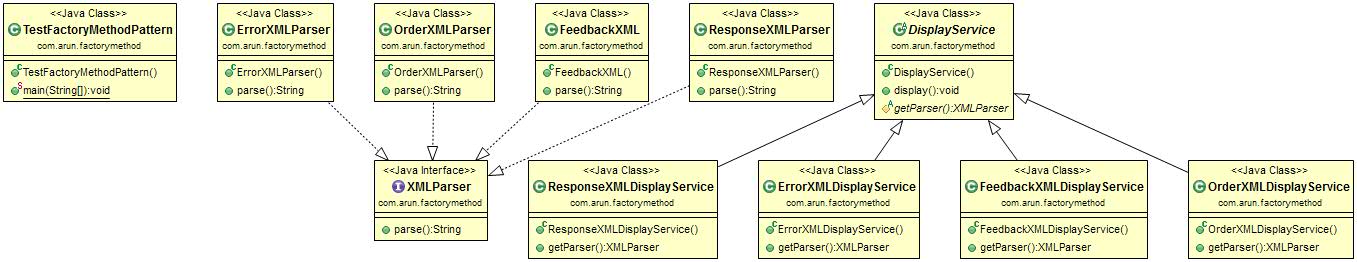 <<Java Class>>
TestFactoryMethodPattern
com.arun.factorymethod
TestFactoryMethodPattern()
main(String[]):void
<<Java Class>>
ErrorXMLParser
com.arun.factorymethod
ErrorXMLParser()
parse():String
<<Java Class>>
OrderXMLParser
com.arun.factorymethod
OrderXMLParser()
parse():String
<<Java Class>>
FeedbackXML
com.arun.factorymethod
FeedbackXML()
parse():String
<<Java Class>>
ResponseXMLParser
com.arun.factorymethod
ResponseXMLParser()
parse():String
<<Java Class>>
DisplayService
com.arun.factorymethod
DisplayService()
display():void
getParser():XMLParser
<<Java Interface>>
XMLParser
com.arun.factorymethod
parse():String
<<Java Class>>
ResponseXMLDisplayService
com.arun.factorymethod
ResponseXMLDisplayService()
getParser():XMLParser
<<Java Class>>
ErrorXMLDisplayService
com.arun.factorymethod
ErrorXMLDisplayService()
getParser():XMLParser
<<Java Class>>
FeedbackXMLDisplayService
com.arun.factorymethod
FeedbackXMLDisplayService()
getParser():XMLParser
<<Java Class>>
OrderXMLDisplayService
com.arun.factorymethod
OrderXMLDisplayService()
getParser():XMLParser